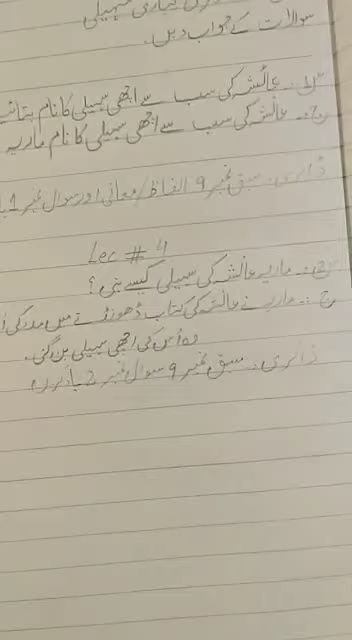 سہیلی
سوالات کے جواب دیں۔
س1:۔ عائشہ کی سب سے اچھی سہیلی کا نام بتائیے
ج:۔ عائشہ کی سب سے اچھی سہیلی کا نام ماریہ
ڈائری:۔ سبق نمبر 9 الفاظ/معانی اور سوال نمبر 1
Lec # 4
س:۔ ماریہ عائشہ کی سہیلی کیسے بنی؟
ج:۔ ماریہ نے عائشہ کی کتاب ڈھونڈنے میں مدد کی
وہ اُس کی اچھی سہیلی بن گئی۔
ڈائری:۔ سبق نمبر 9 سوال نمبر 2 یاد کریں